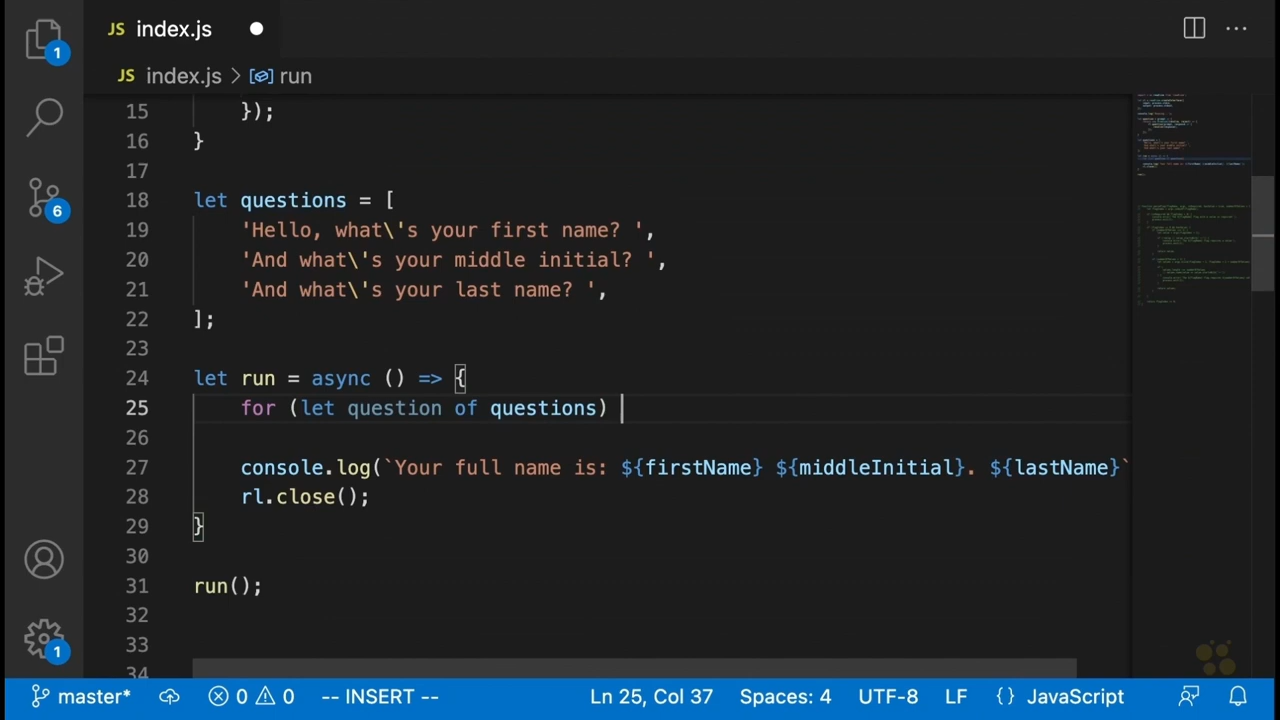 JS index.js
JS index.js > run
15 });
16 }
17
18 let questions = [
19 'Hello, what\'s your first name? ',
20 'And what\'s your middle initial? ',
21 'And what\'s your last name? ',
22 ];
23
24 let run = async () => {
25 for (let question of questions)
26
27 console.log(`Your full name is: ${firstName} ${middleInitial}. ${lastName}`
28 rl.close();
29 }
30
31 run();
32
33
34
1
6
1
master* 0 0 -- INSERT -- Ln 25, Col 37 Spaces: 4 UTF-8 LF {} JavaScript